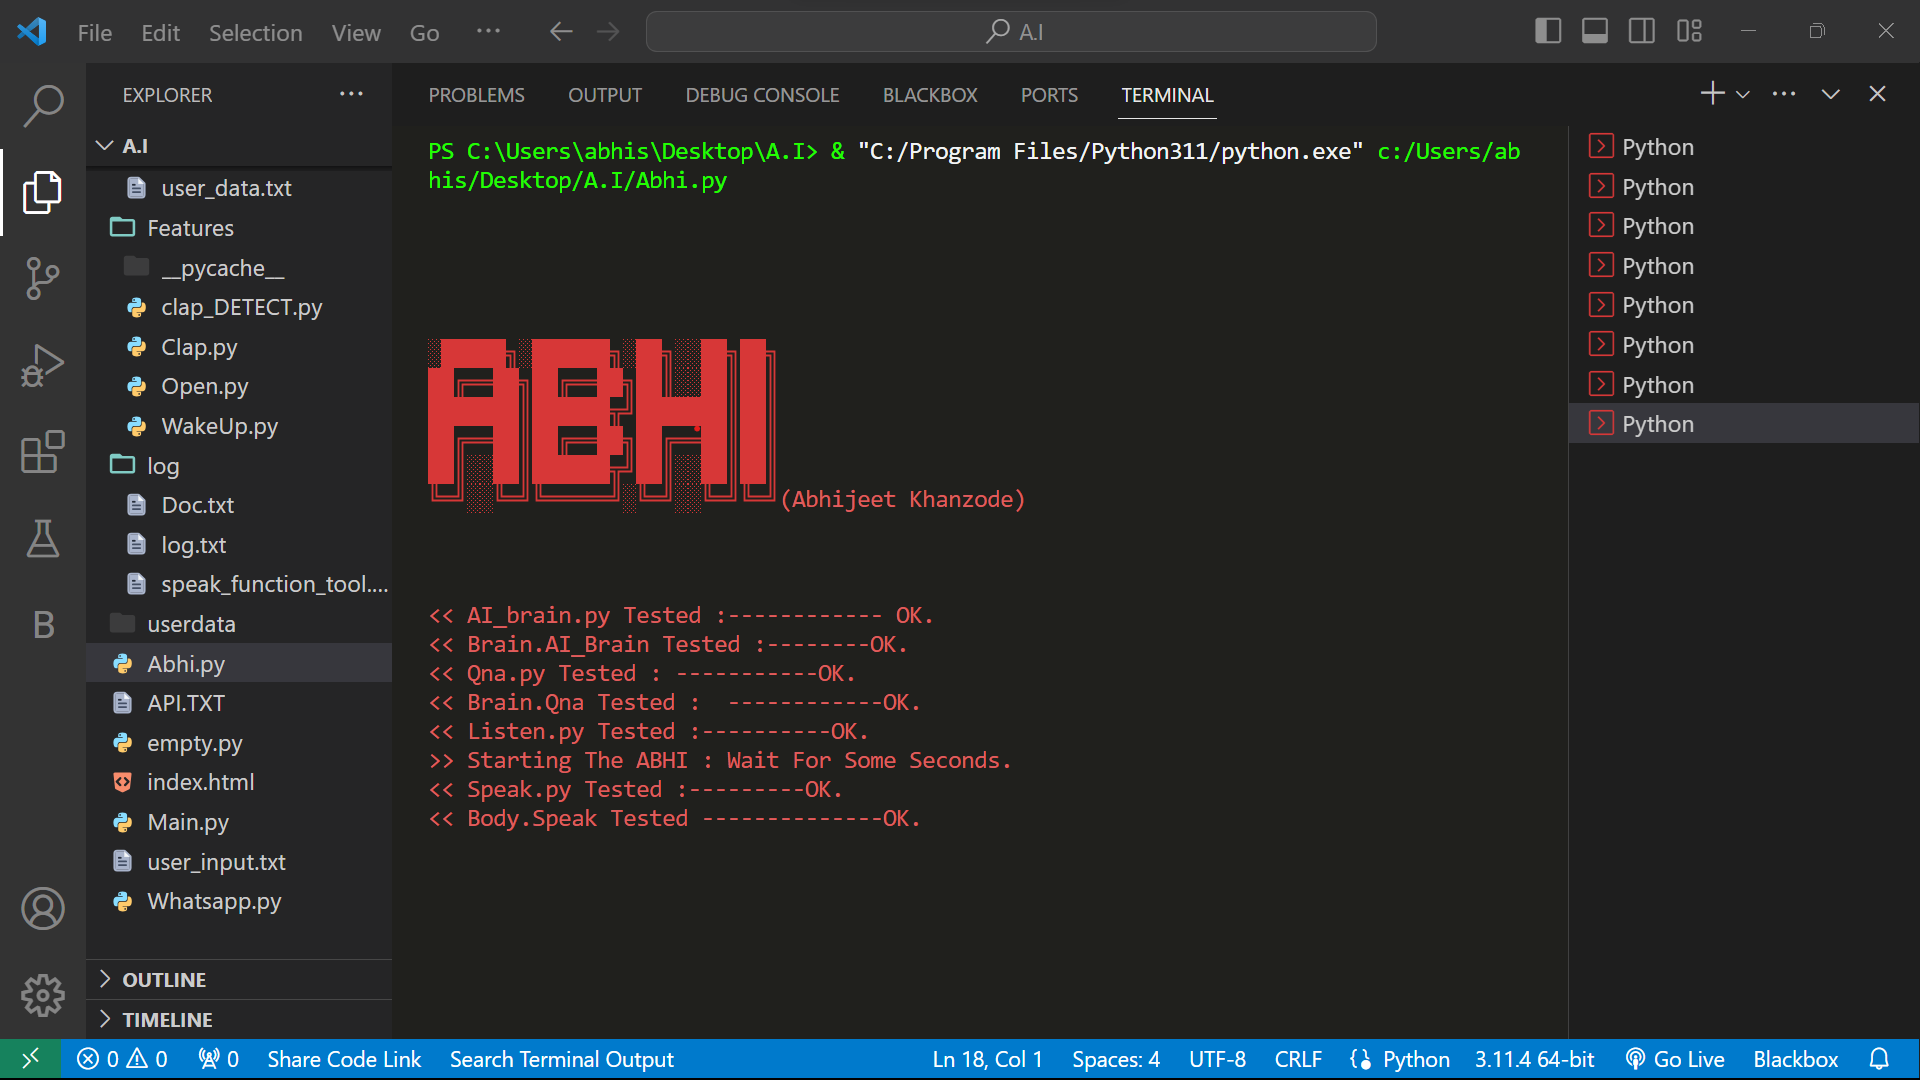 File Edit Selection View Go ··· A.I
EXPLORER ···
A.I
user_data.txt
Features
__pycache__
clap_DETECT.py
Clap.py
Open.py
WakeUp.py
log
Doc.txt
log.txt
speak_function_tool....
userdata
Abhi.py
API.TXT
empty.py
index.html
Main.py
user_input.txt
Whatsapp.py
OUTLINE
TIMELINE
PROBLEMS OUTPUT DEBUG CONSOLE BLACKBOX PORTS TERMINAL
PS C:\Users\abhis\Desktop\A.I> & "C:/Program Files/Python311/python.exe" c:/Users/ab
his/Desktop/A.I/Abhi.py
ABHI
(Abhijeet Khanzode)
<< AI_brain.py Tested :------------ OK.
<< Brain.AI_Brain Tested :--------OK.
<< Qna.py Tested : -----------OK.
<< Brain.Qna Tested :  ------------OK.
<< Listen.py Tested :----------OK.
>> Starting The ABHI : Wait For Some Seconds.
<< Speak.py Tested :---------OK.
<< Body.Speak Tested --------------OK.
Python
Python
Python
Python
Python
Python
Python
Python
B
0 0 0 Share Code Link Search Terminal Output Ln 18, Col 1 Spaces: 4 UTF-8 CRLF Python 3.11.4 64-bit Go Live Blackbox